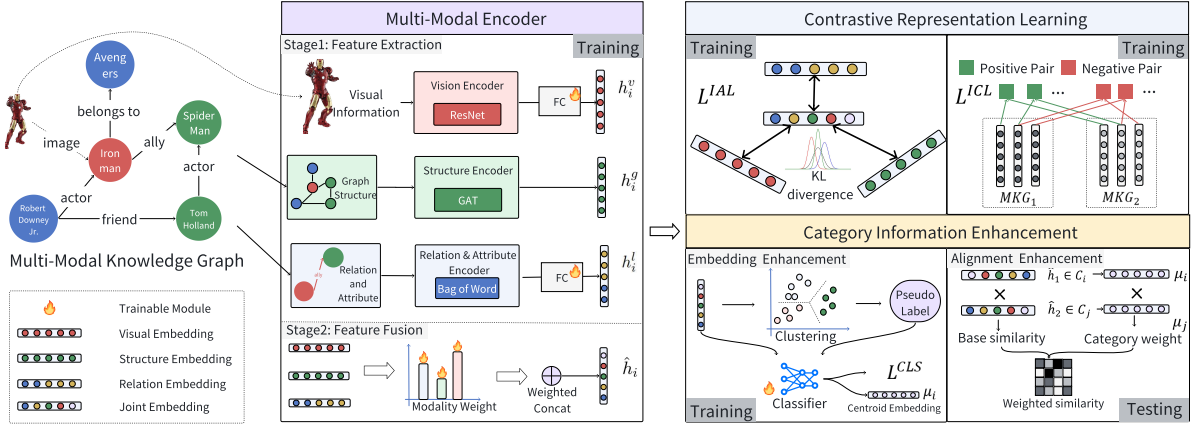 Aveng
ers
belongs to
Spider
Man
ally
image
Iron
man
actor
actor
Robert
Downey
Jr.
friend
Tom
Holland
Multi-Modal Knowledge Graph
Trainable Module
Visual Embedding
Structure Embedding
Relation Embedding
Joint Embedding
Multi-Modal Encoder
Stage1: Feature Extraction
Training
Visual
Information
Vision Encoder
ResNet
FC
h_i^v
Graph
Structure
Structure Encoder
GAT
h_i^g
ally
Relation
and
Attribute
Relation & Attribute
Encoder
Bag of Word
FC
h_i^l
Stage2: Feature Fusion
Modality Weight
Weighted
Concat
ĥ_i
Contrastive Representation Learning
Training
L^{IAL}
KL
divergence
Training
Positive Pair
Negative Pair
L^{ICL}
...
...
MKG_1
MKG_2
Category Information Enhancement
Embedding Enhancement
Clustering
Pseudo
Label
Classifier
L^{CLS}
μ_i
Centroid Embedding
Training
Alignment Enhancement
ĥ_1 ∈ C_i
μ_i
×
×
ĥ_2 ∈ C_j
μ_j
Base similarity
Category weight
Weighted similarity
Testing